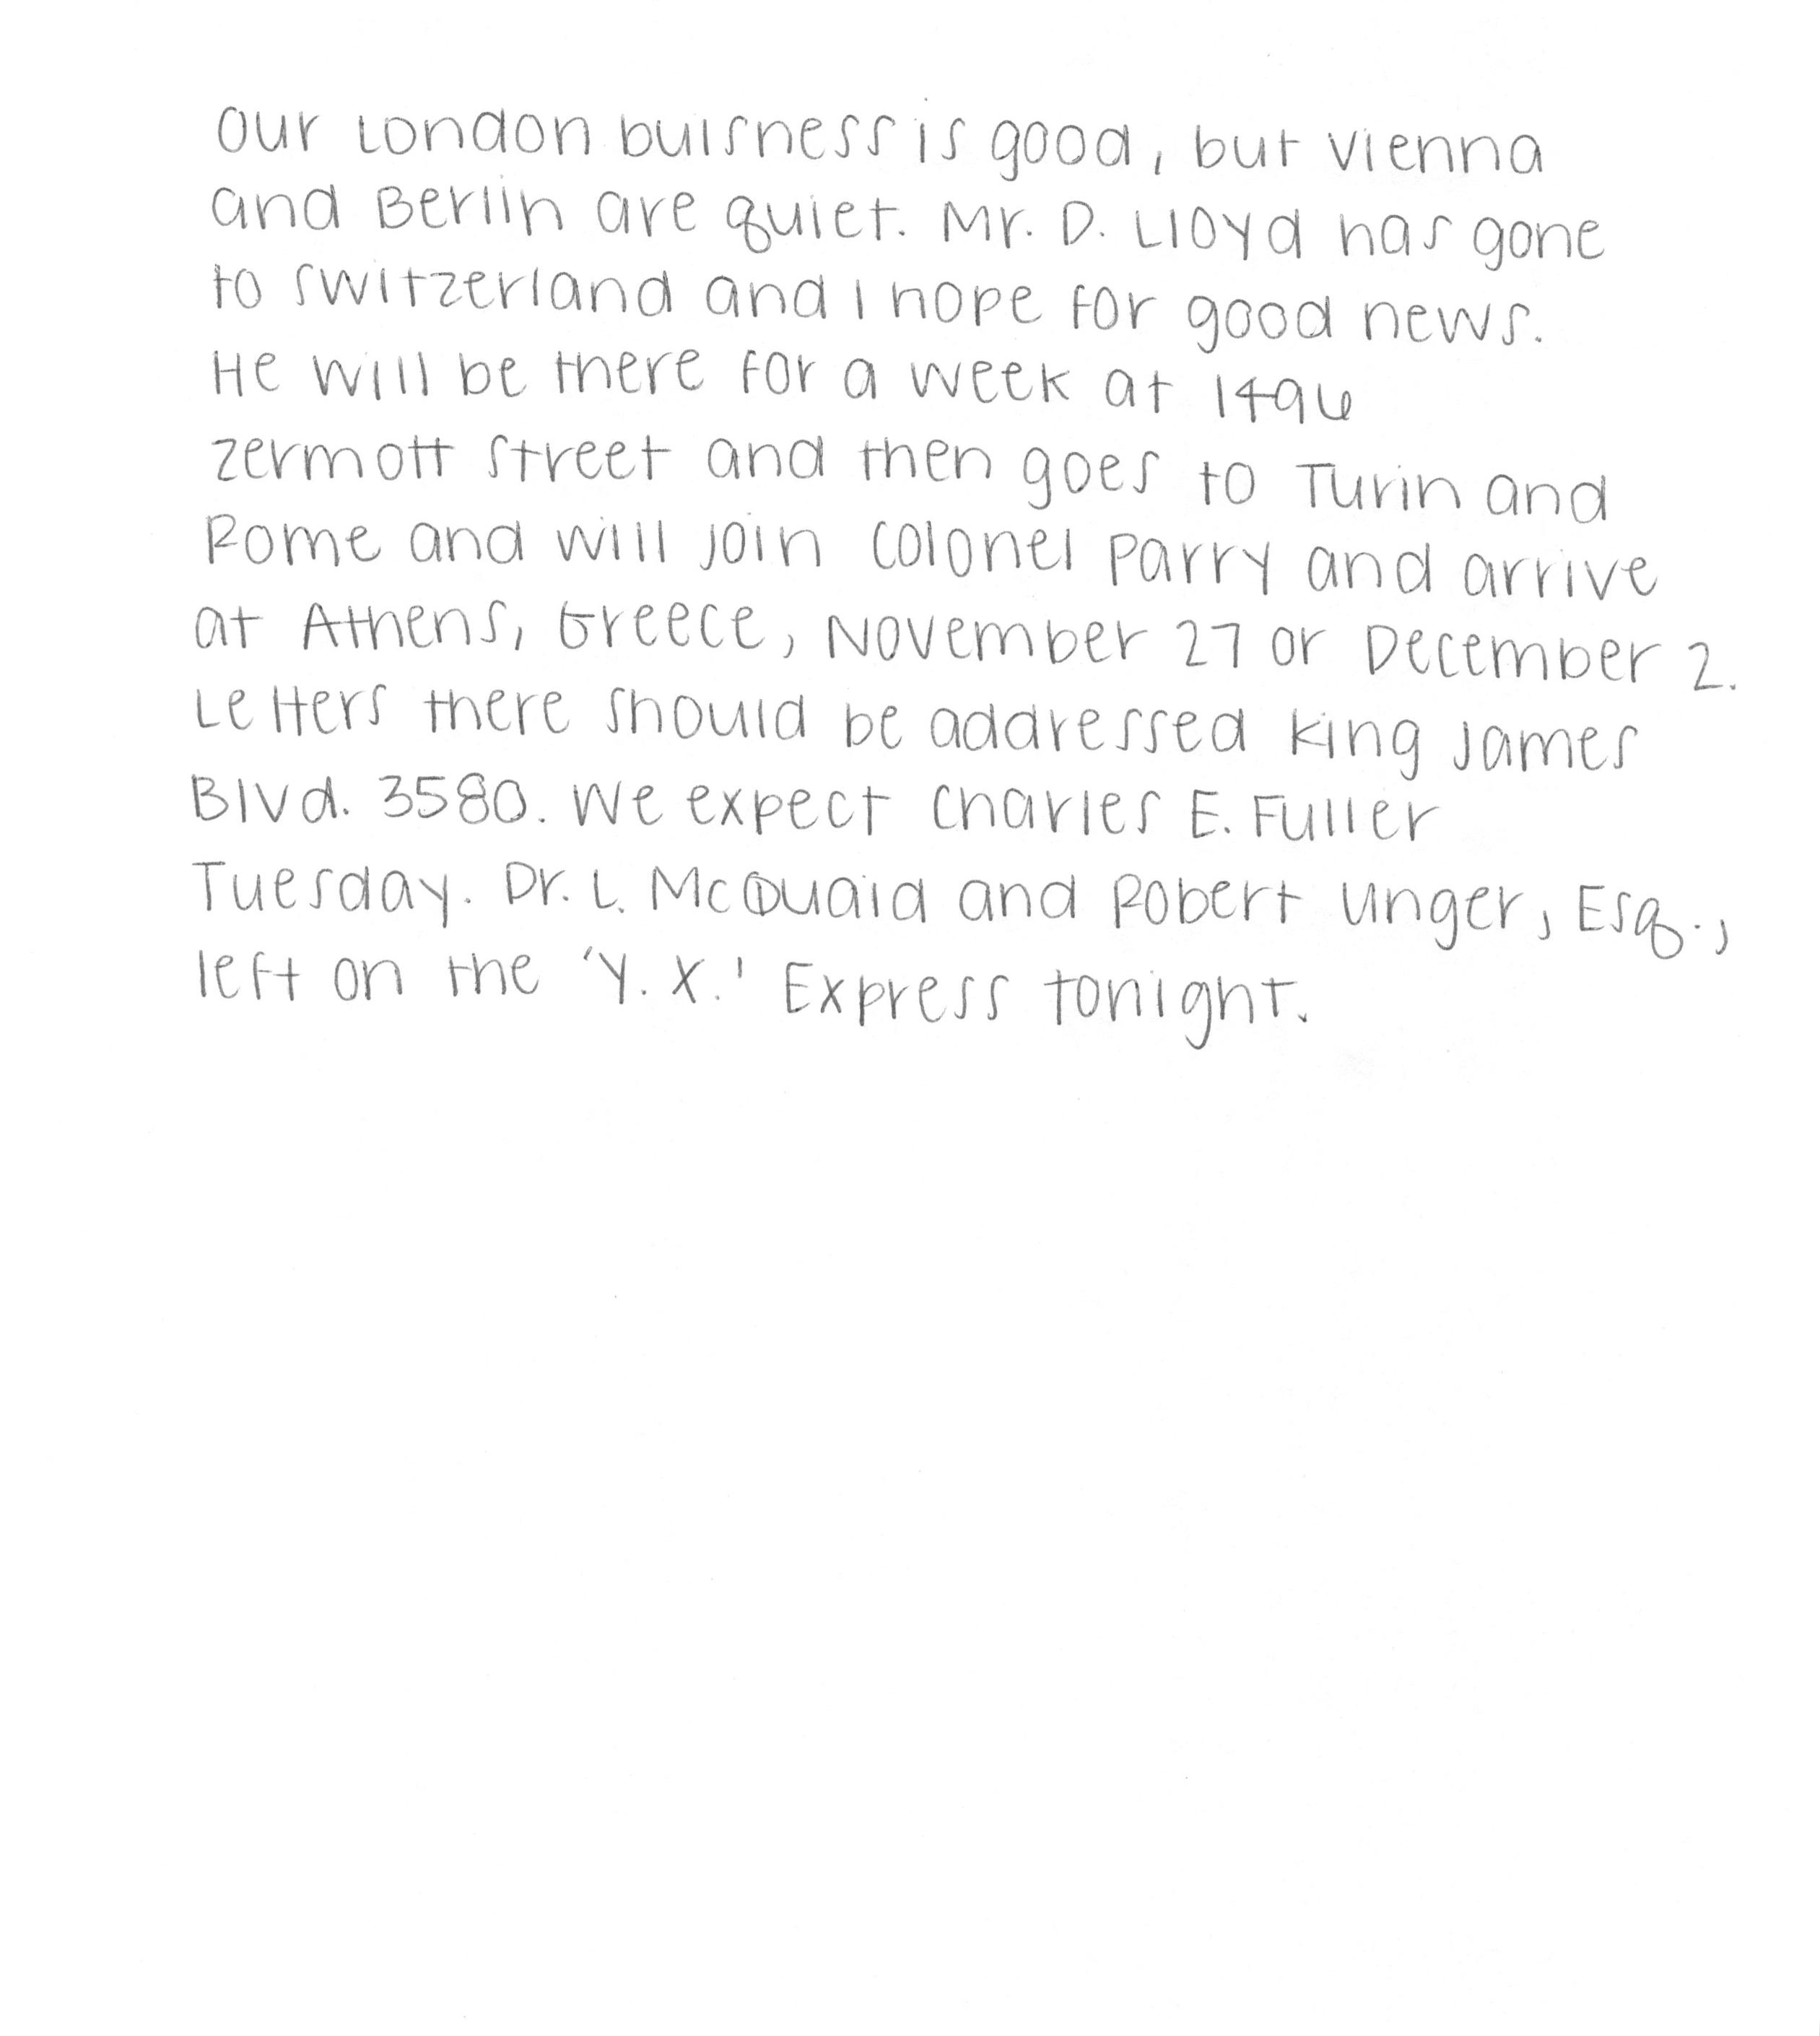 Our London buisness is good, but Vienna
and Berlin are quiet. Mr. D. Lloyd has gone
to Switzerland and I hope for good news.
He will be there for a week at 1496
Zermott Street and then goes to Turin and
Rome and will join Colonel Parry and arrive
at Athens, Greece, November 27 or December 2.
Letters there should be addressed King James
Blvd. 3580. We expect Charles E. Fuller
Tuesday. Dr. L. McQuaid and Robert Unger, Esq.,
left on the 'Y. X.' Express tonight.